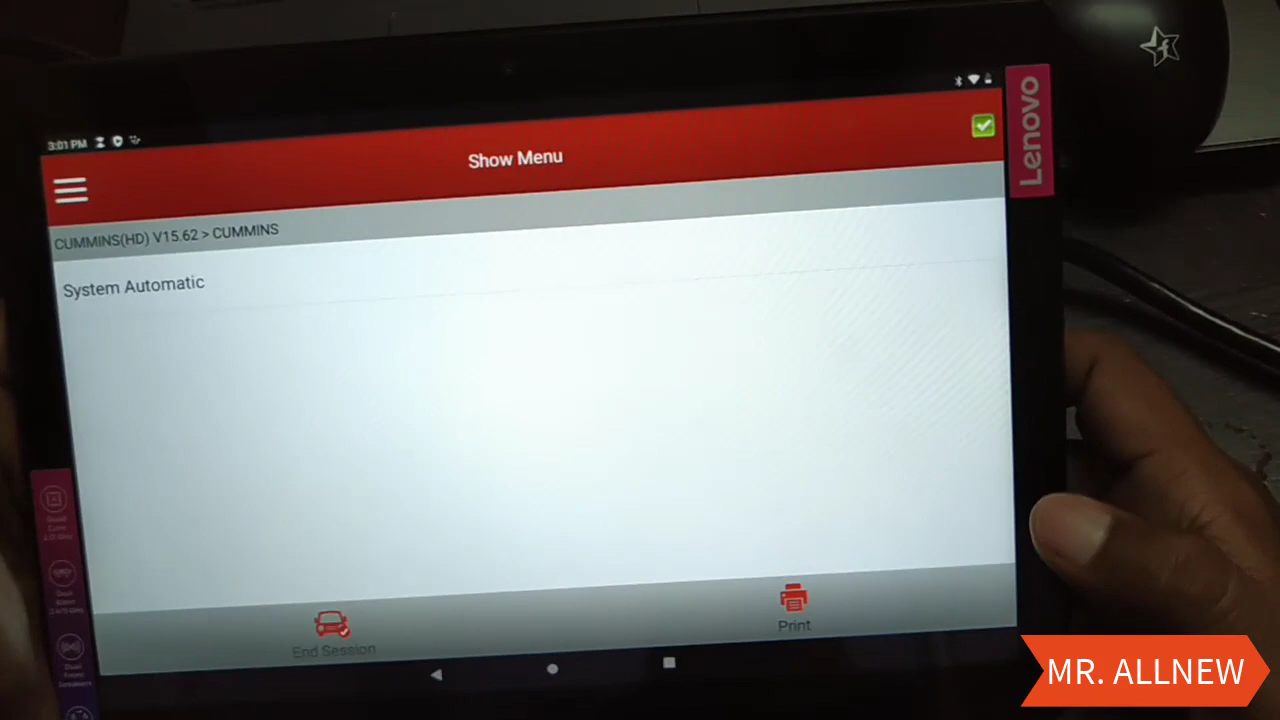 3:01 PM
Show Menu
CUMMINS(HD) V15.62 > CUMMINS
System Automatic
End Session
Print
Lenovo
MR. ALLNEW